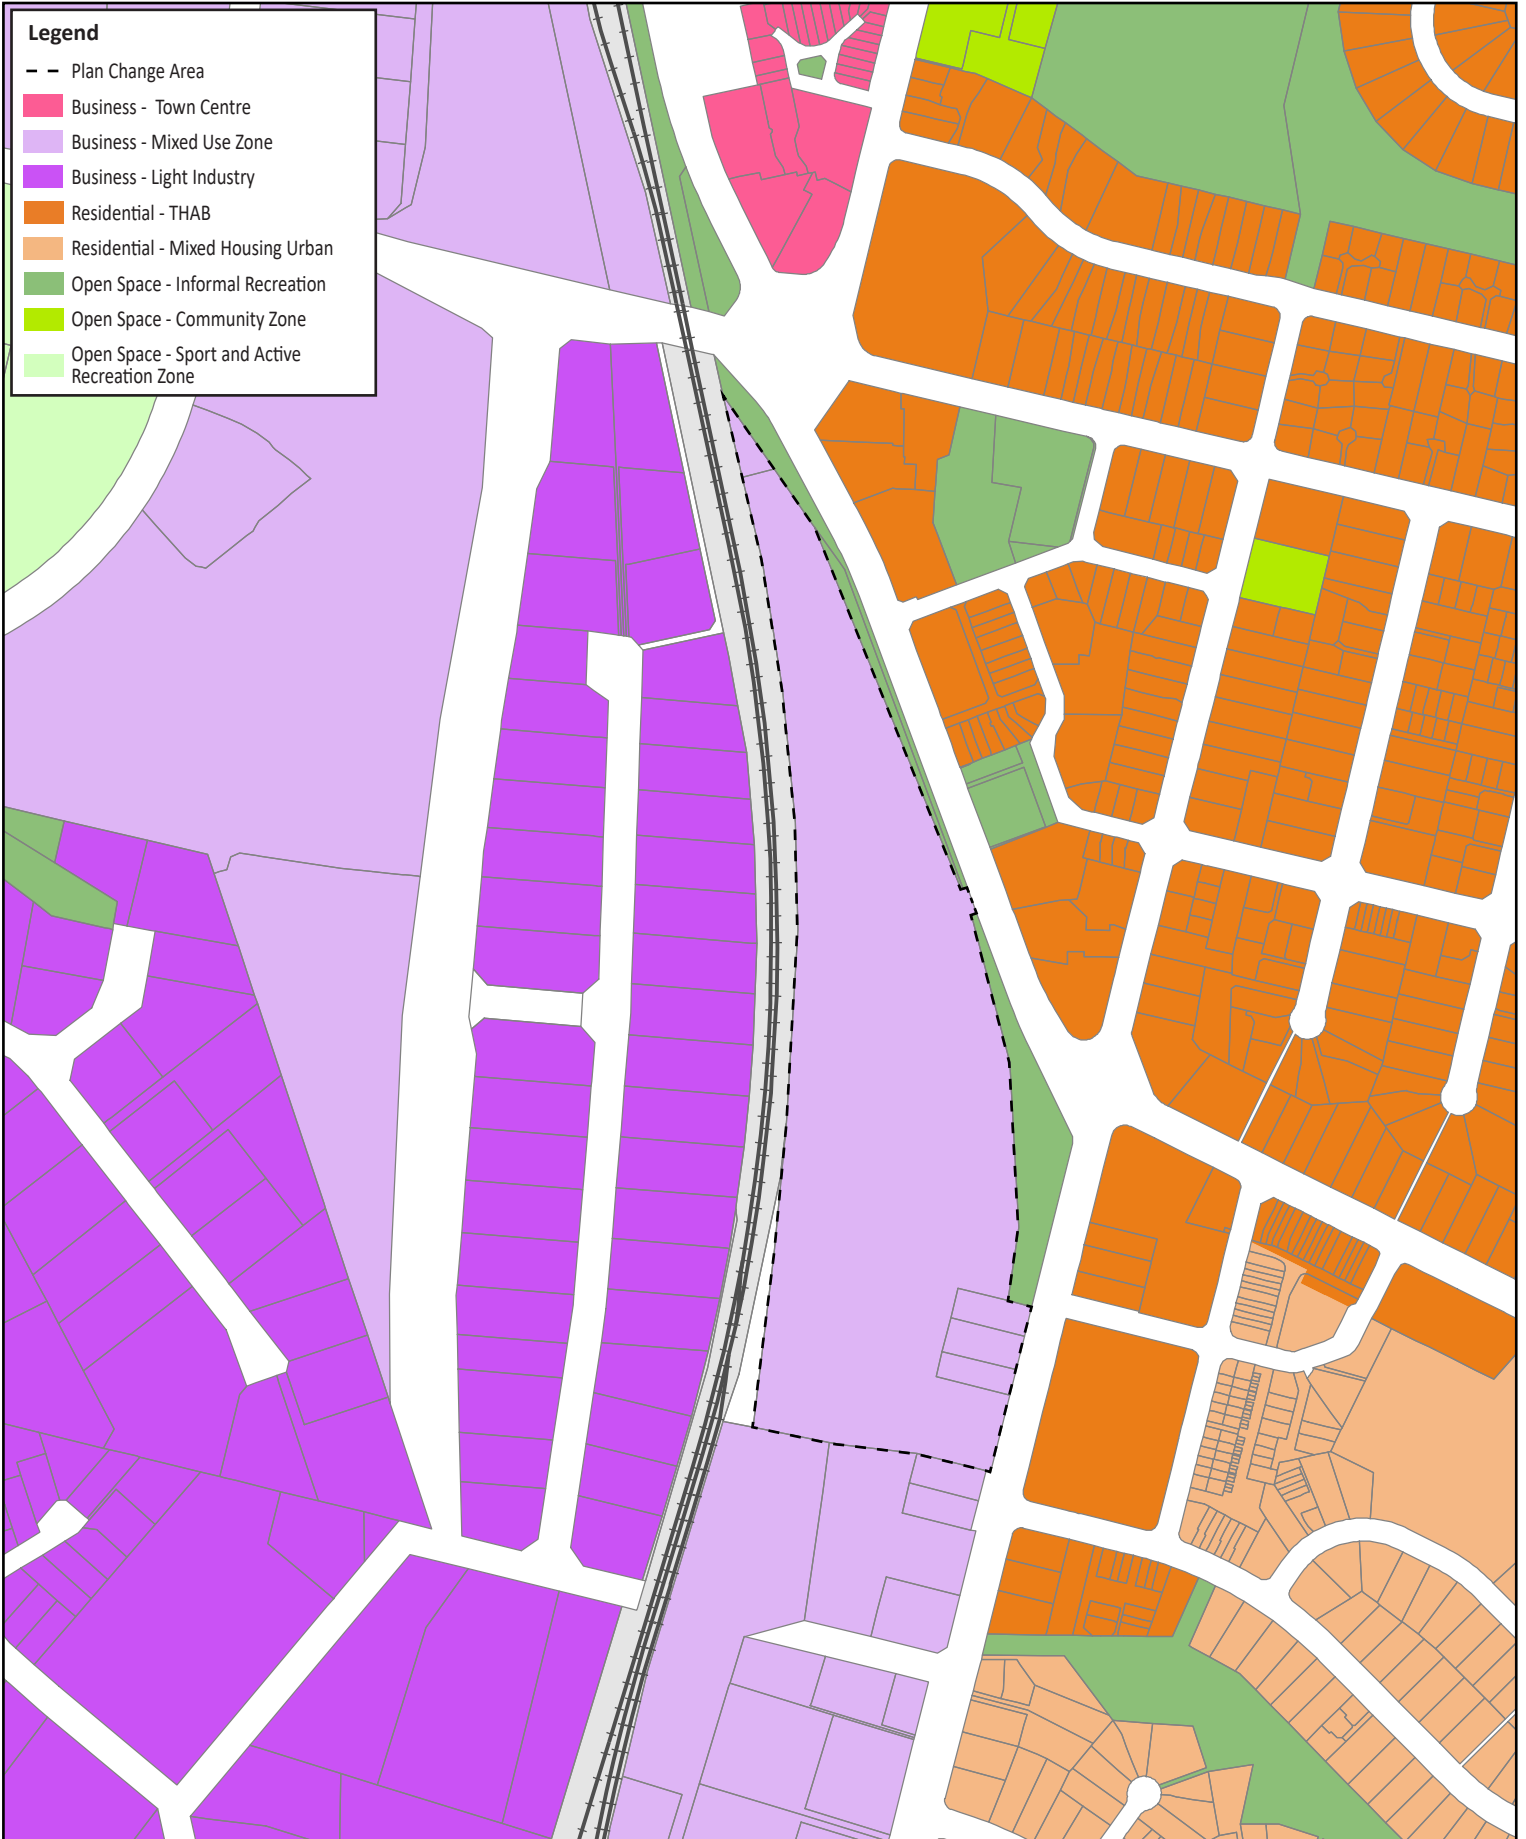 Legend
Plan Change Area
Business - Town Centre
Business - Mixed Use Zone
Business - Light Industry
Residential - THAB
Residential - Mixed Housing Urban
Open Space - Informal Recreation
Open Space - Community Zone
Open Space - Sport and Active
Recreation Zone